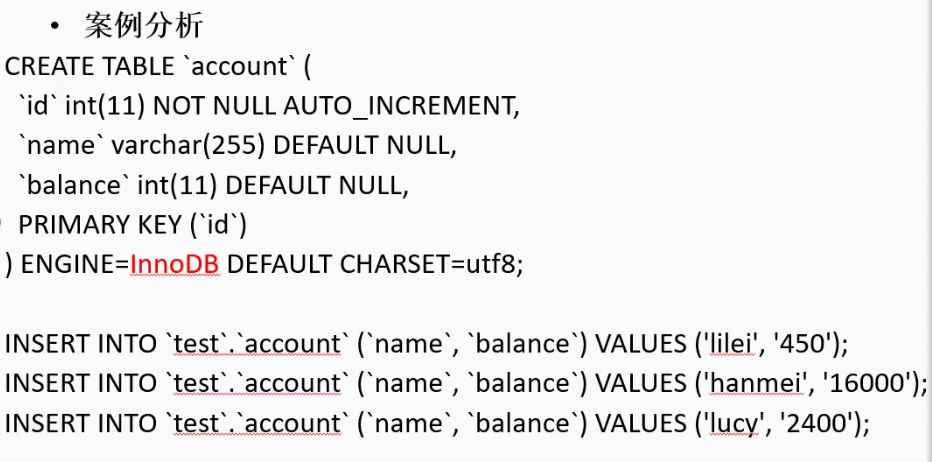 • 案例分析
CREATE TABLE `account` (
`id` int(11) NOT NULL AUTO_INCREMENT,
`name` varchar(255) DEFAULT NULL,
`balance` int(11) DEFAULT NULL,
PRIMARY KEY (`id`)
) ENGINE=InnoDB DEFAULT CHARSET=utf8;
INSERT INTO `test`.`account` (`name`, `balance`) VALUES ('lilei', '450');
INSERT INTO `test`.`account` (`name`, `balance`) VALUES ('hanmei', '16000');
INSERT INTO `test`.`account` (`name`, `balance`) VALUES ('lucy', '2400');